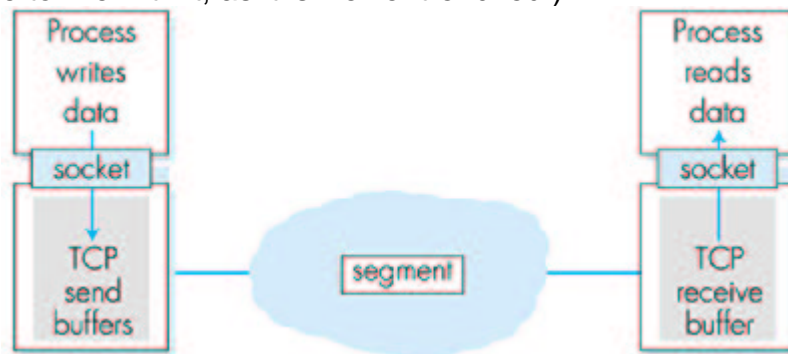 Process
writes
data
socket
TCP
send
buffers
segment
Process
reads
data
socket
TCP
receive
buffer